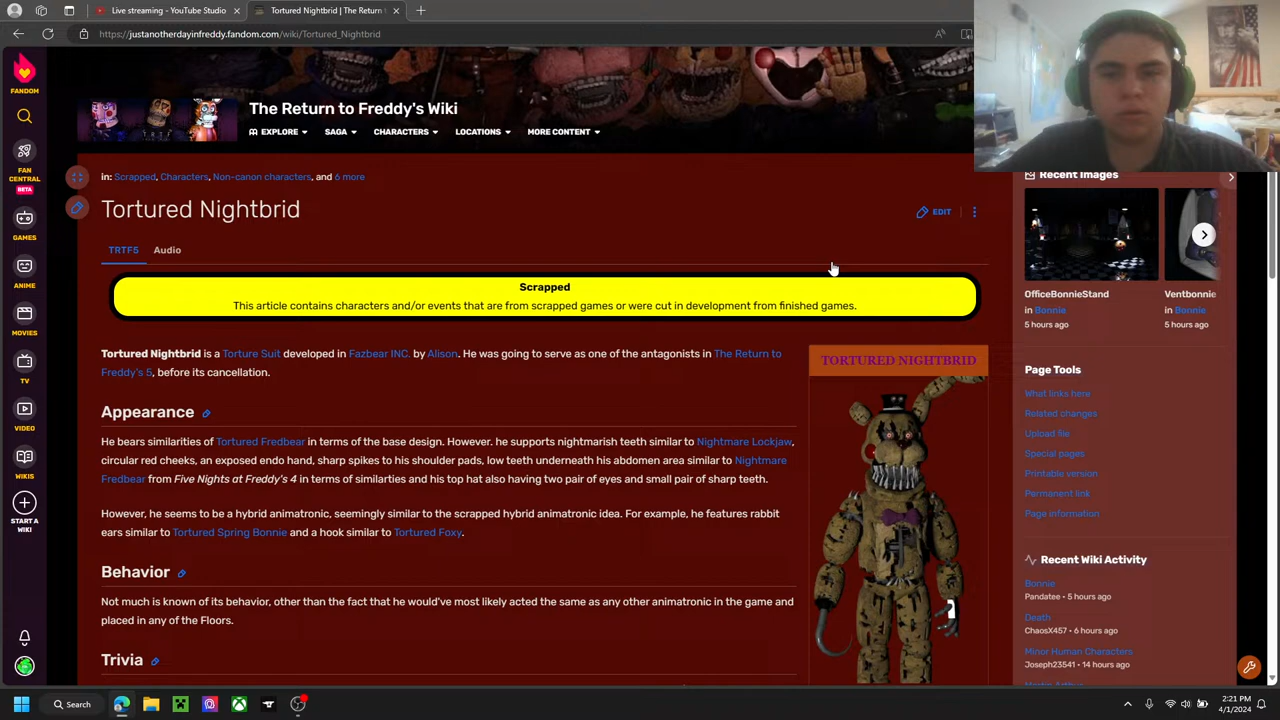 Live streaming - YouTube Studio
Tortured Nightbrid | The Return
https://justanotherdayinfreddy.fandom.com/wiki/Tortured_Nightbrid
FANDOM
FAN
CENTRAL
BETA
GAMES
ANIME
MOVIES
TV
VIDEO
WIKIS
START A
WIKI
The Return to Freddy's Wiki
EXPLORE
SAGA
CHARACTERS
LOCATIONS
MORE CONTENT
in: Scrapped, Characters, Non-canon characters, and 6 more
Tortured Nightbrid
EDIT
TRTF5
Audio
Scrapped
This article contains characters and/or events that are from scrapped games or were cut in development from finished games.
Tortured Nightbrid is a Torture Suit developed in Fazbear INC. by Alison. He was going to serve as one of the antagonists in The Return to
Freddy's 5, before its cancellation.
Appearance
He bears similarities of Tortured Fredbear in terms of the base design. However. he supports nightmarish teeth similar to Nightmare Lockjaw,
circular red cheeks, an exposed endo hand, sharp spikes to his shoulder pads, low teeth underneath his abdomen area similar to Nightmare
Fredbear from Five Nights at Freddy's 4 in terms of similarties and his top hat also having two pair of eyes and small pair of sharp teeth.
However, he seems to be a hybrid animatronic, seemingly similar to the scrapped hybrid animatronic idea. For example, he features rabbit
ears similar to Tortured Spring Bonnie and a hook similar to Tortured Foxy.
Behavior
Not much is known of its behavior, other than the fact that he would've most likely acted the same as any other animatronic in the game and
placed in any of the Floors.
Trivia
TORTURED NIGHTBRID
Recent Images
OfficeBonnieStand
in Bonnie
5 hours ago
Ventbonnie
in Bonnie
5 hours ago
Page Tools
What links here
Related changes
Upload file
Special pages
Printable version
Permanent link
Page information
Recent Wiki Activity
Bonnie
Pandatee • 5 hours ago
Death
ChaosX457 • 6 hours ago
Minor Human Characters
Joseph23541 • 14 hours ago
Search
2:21 PM
4/1/2024